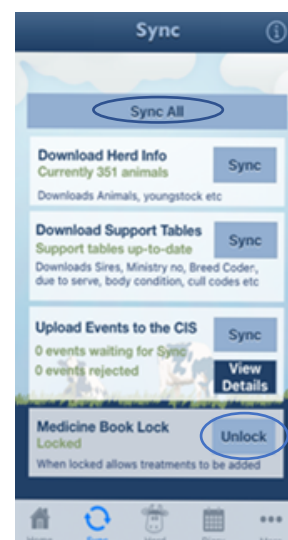 Sync
Sync All
Download Herd Info
Currently 351 animals
Sync
Downloads Animals, youngstock etc
Download Support Tables
Support tables up-to-date
Sync
Downloads Sires, Ministry no, Breed Coder,
due to serve, body condition, cull codes etc
Upload Events to the CIS
Sync
0 events waiting for Sync
0 events rejected
View
Details
Medicine Book Lock
Locked
Unlock
When locked allows treatments to be added